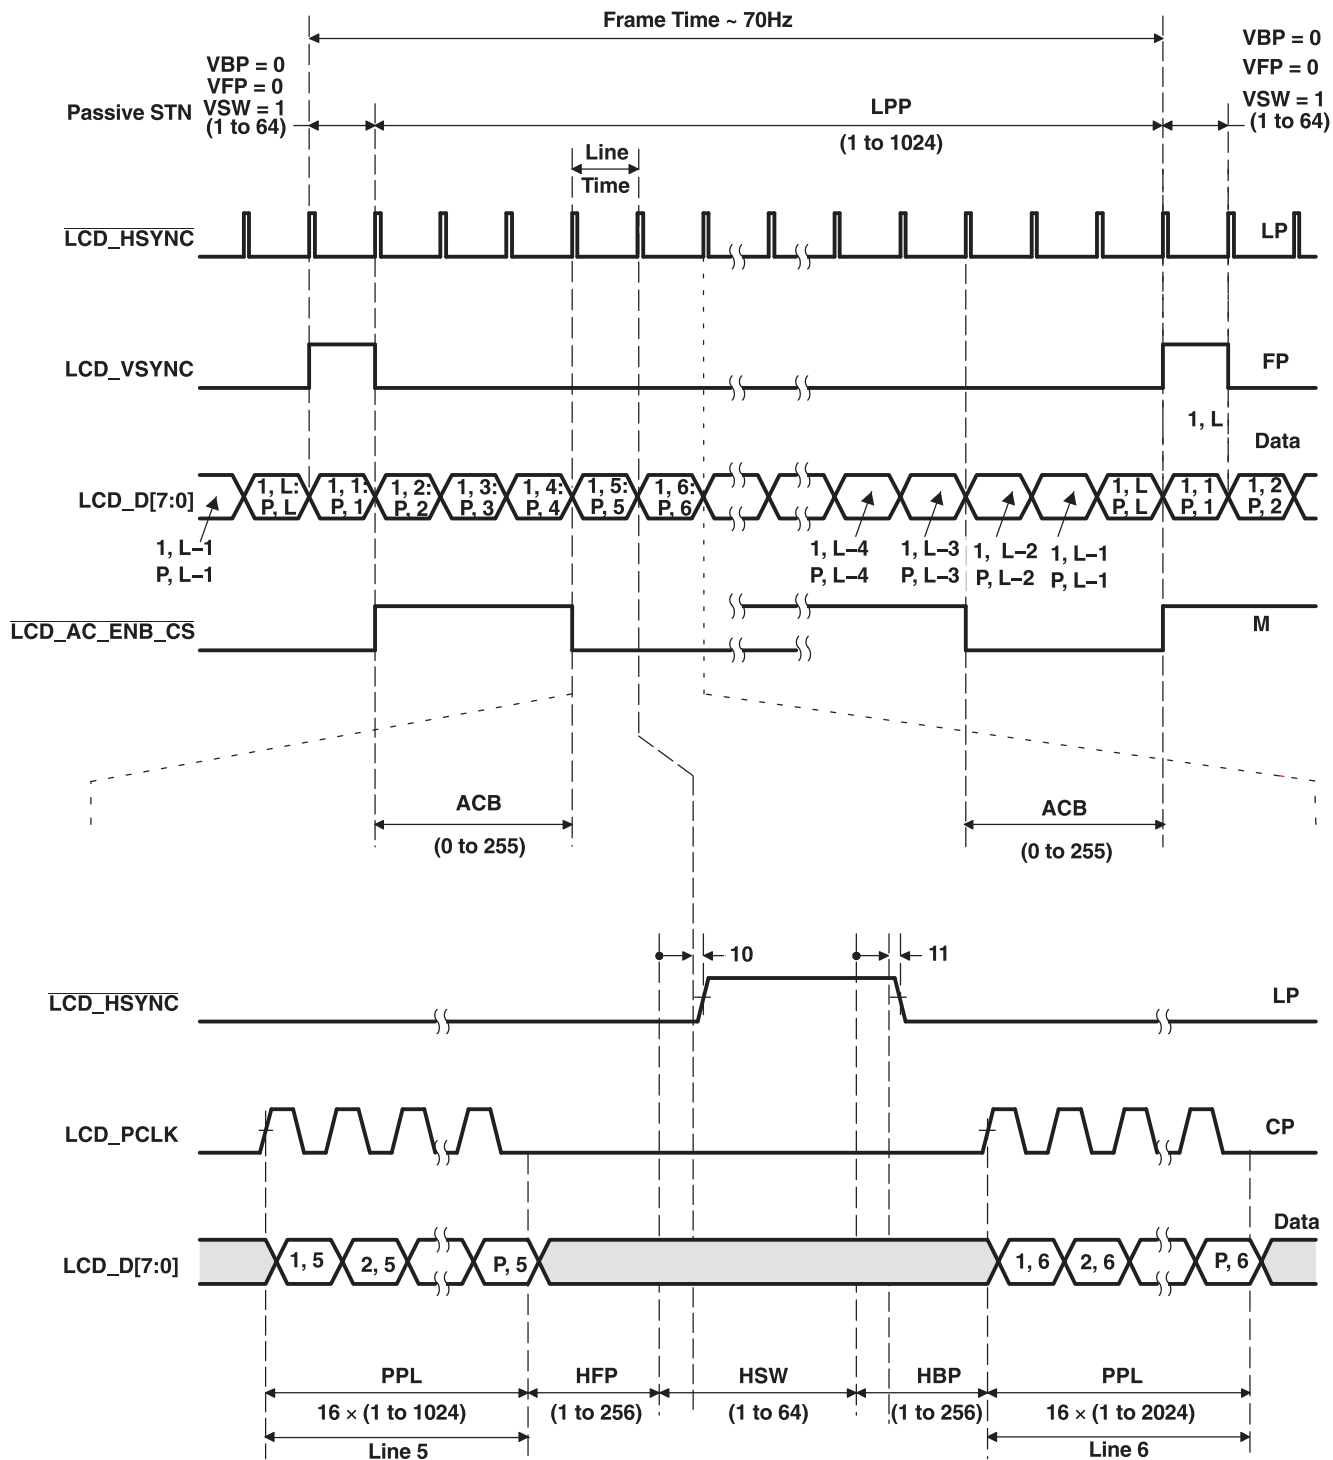 Frame Time ~ 70Hz
VBP = 0
VFP = 0
VSW = 1
(1 to 64)
VBP = 0
VFP = 0
VSW = 1
(1 to 64)
Passive STN
LPP
(1 to 1024)
Line
Time
LCD_HSYNC
LP
LCD_VSYNC
FP
1, L
Data
LCD_D[7:0]
1, L:
P, L
1, 1:
P, 1
1, 2:
P, 2
1, 3:
P, 3
1, 4:
P, 4
1, 5:
P, 5
1, 6:
P, 6
1, L
P, L
1, 1
P, 1
1, 2
P, 2
1, L–1
P, L–1
1, L–4
P, L–4
1, L–3
P, L–3
1, L–2
P, L–2
1, L–1
P, L–1
LCD_AC_ENB_CS
M
ACB
(0 to 255)
ACB
(0 to 255)
10
11
LCD_HSYNC
LP
LCD_PCLK
CP
Data
LCD_D[7:0]
1, 5
2, 5
P, 5
1, 6
2, 6
P, 6
PPL
HFP
HSW
HBP
PPL
16 × (1 to 1024)
(1 to 256)
(1 to 64)
(1 to 256)
16 × (1 to 2024)
Line 5
Line 6